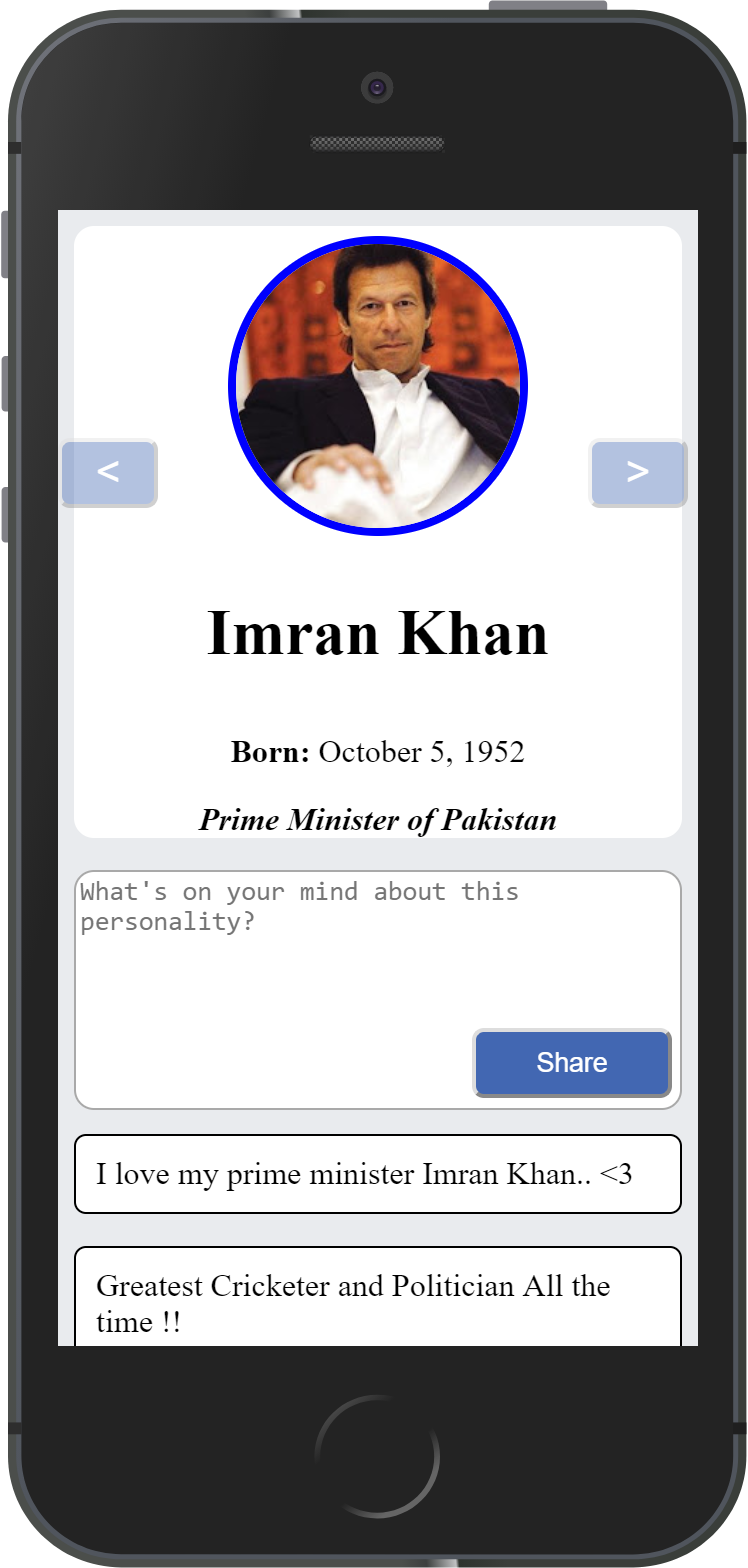 <
>
Imran Khan
Born: October 5, 1952
Prime Minister of Pakistan
What's on your mind about this
personality?
Share
I love my prime minister Imran Khan.. <3
Greatest Cricketer and Politician All the
time !!